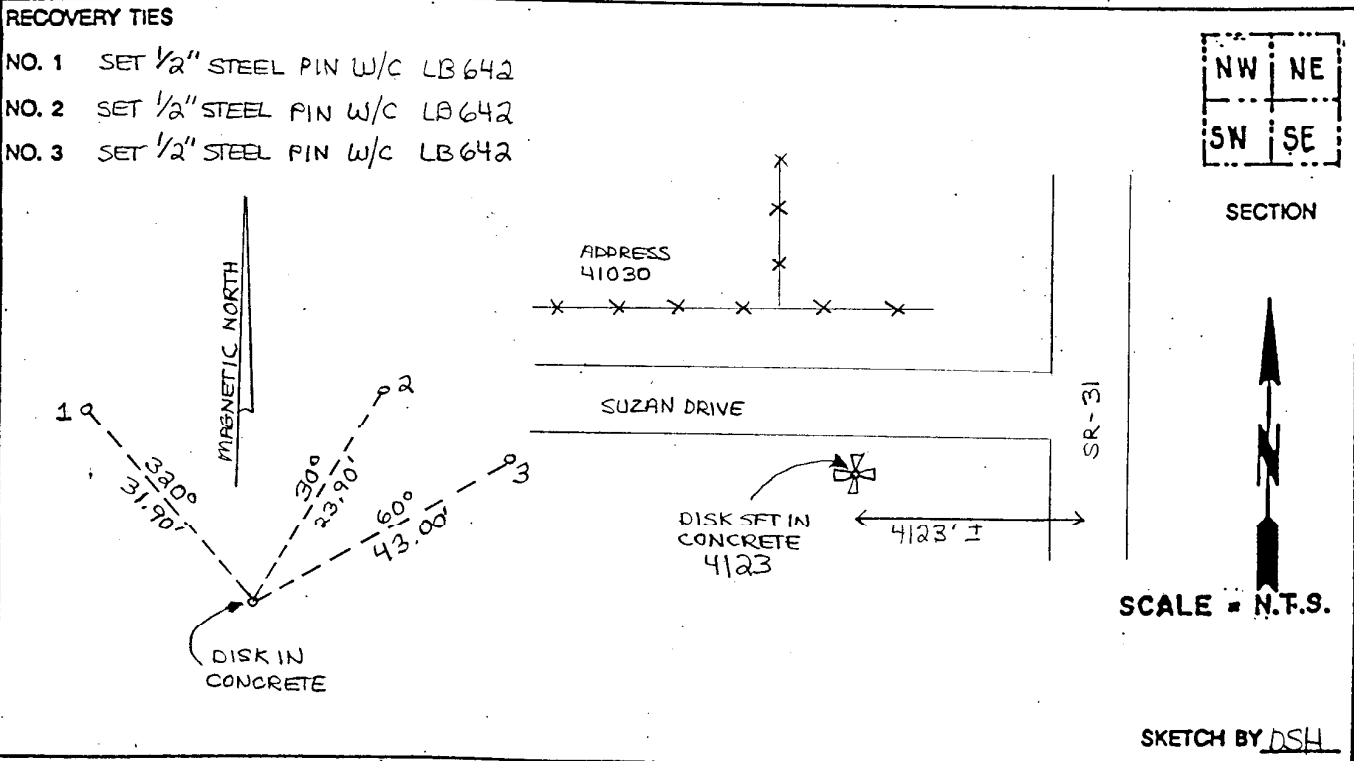 RECOVERY TIES
NO. 1 SET 1/2" STEEL PIN W/C LB642
NO. 2 SET 1/2" STEEL PIN W/C LB642
NO. 3 SET 1/2" STEEL PIN W/C LB642
NW NE
SW SE
SECTION
MAGNETIC NORTH
ADDRESS
41030
1
2
3
320°
31.90'
30°
23.90'
60°
43.00'
DISK IN
CONCRETE
SUZAN DRIVE
SR-31
DISK SET IN
CONCRETE
4123
4123' ±
N
SCALE = N.T.S.
SKETCH BY DSH